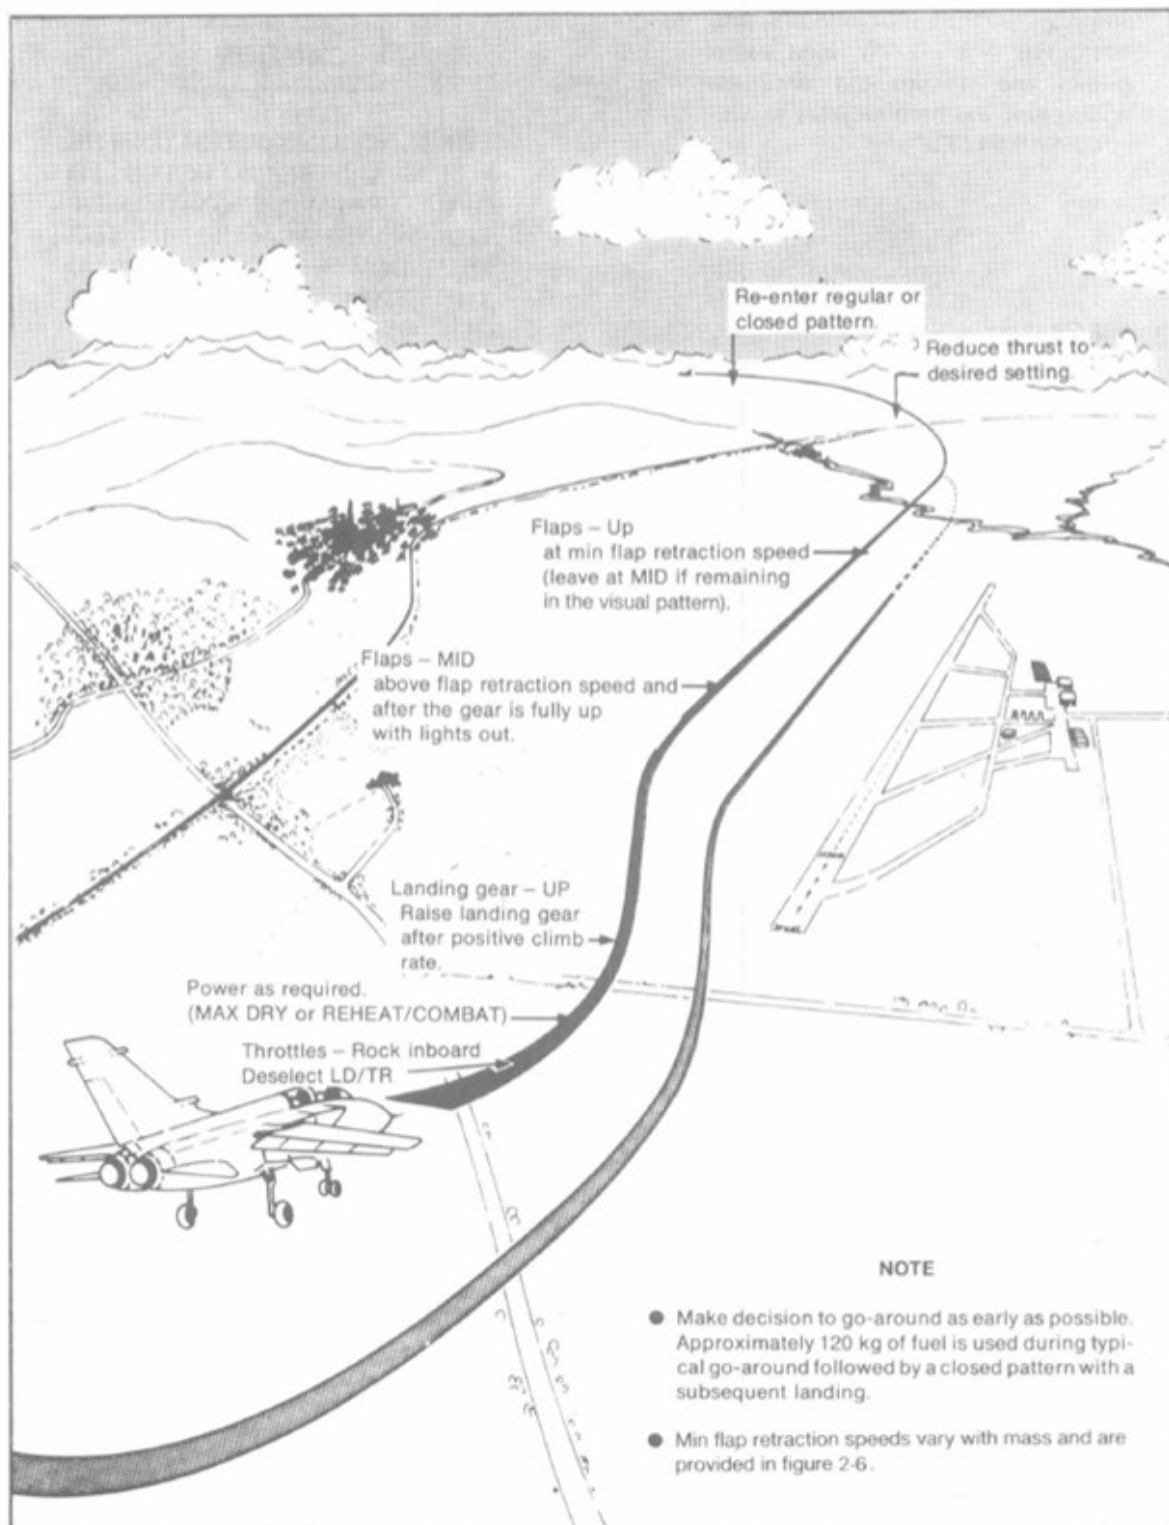 Re-enter regular or
closed pattern.
Reduce thrust to
desired setting.
Flaps – Up
at min flap retraction speed
(leave at MID if remaining
in the visual pattern).
Flaps – MID
above flap retraction speed and
after the gear is fully up
with lights out.
Landing gear – UP
Raise landing gear
after positive climb
rate.
Power as required.
(MAX DRY or REHEAT/COMBAT)
Throttles – Rock inboard
Deselect LD/TR
NOTE
● Make decision to go-around as early as possible.
Approximately 120 kg of fuel is used during typi-
cal go-around followed by a closed pattern with a
subsequent landing.
● Min flap retraction speeds vary with mass and are
provided in figure 2-6.